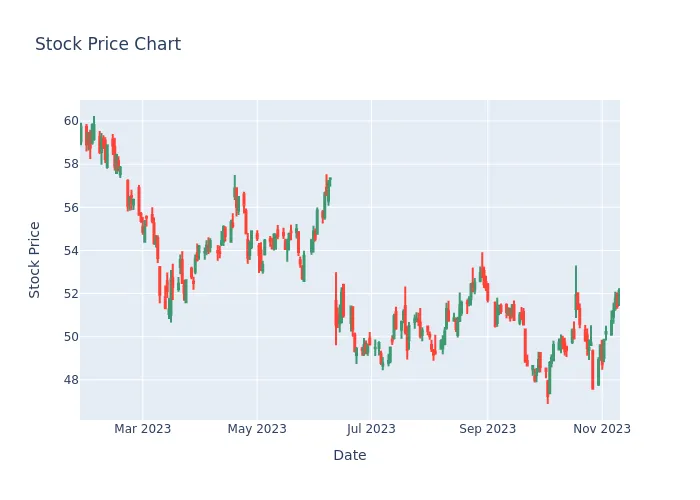 Stock Price Chart
Stock Price
60
58
56
54
52
50
48
Mar 2023
May 2023
Jul 2023
Sep 2023
Nov 2023
Date